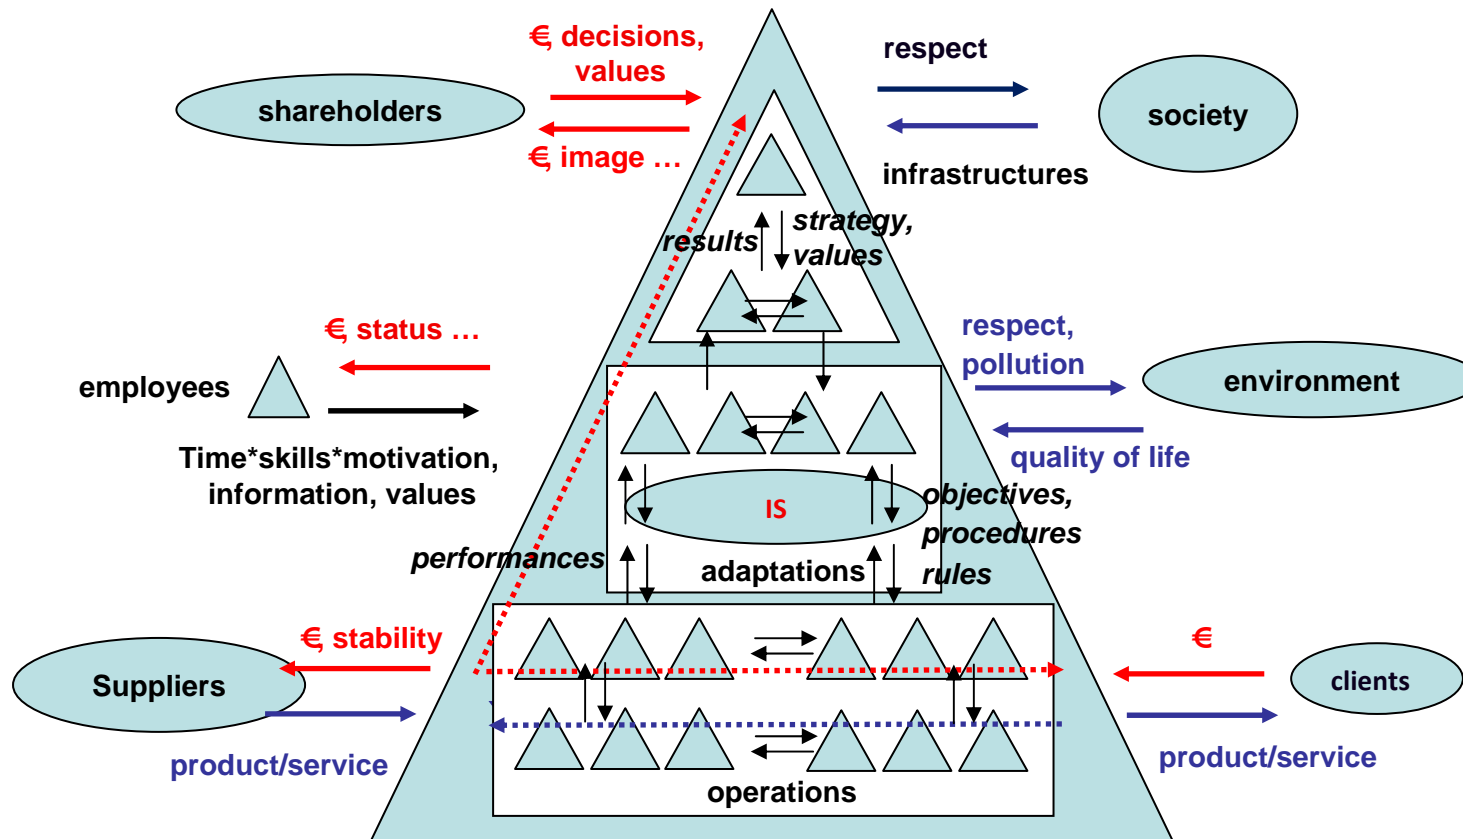 €, decisions,
values
respect
shareholders
society
€, image …
infrastructures
results
strategy,
values
€, status …
respect,
pollution
employees
environment
Time*skills*motivation,
information, values
quality of life
IS
objectives,
procedures
performances
adaptations
rules
€, stability
€
Suppliers
clients
product/service
product/service
operations